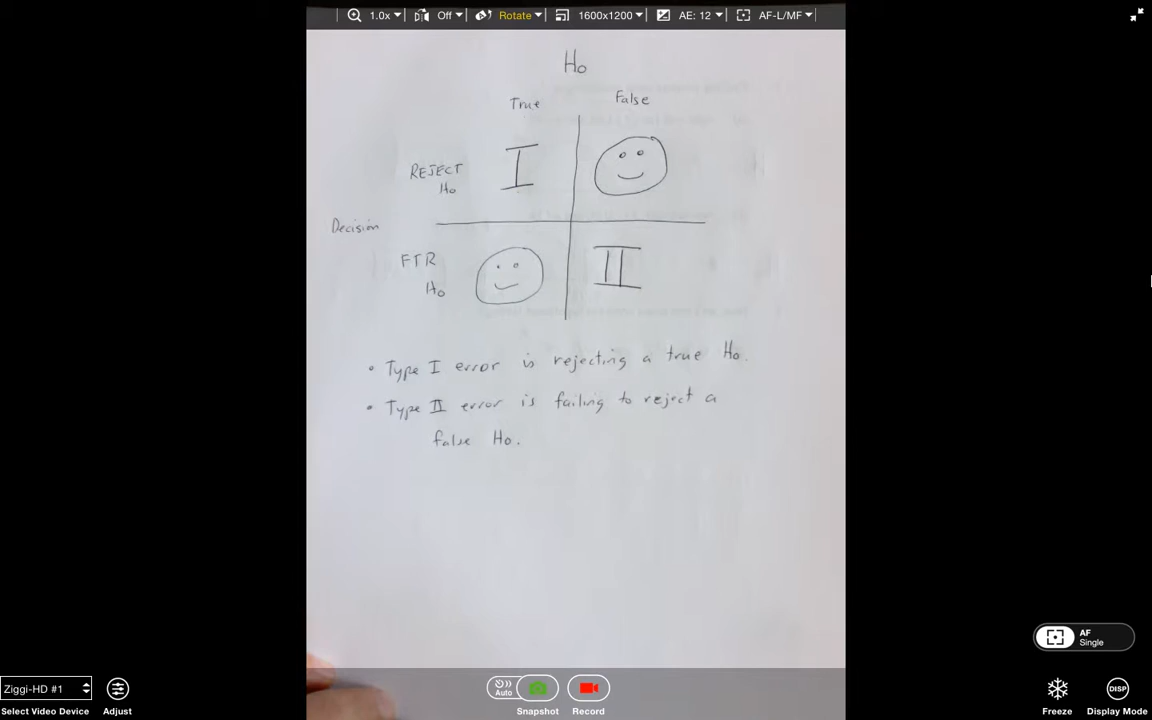 1.0x
Off
Rotate
1600x1200
AE: 12
AF-L/MF
Ho
True False
REJECT I
Ho
Decision
FTR II
Ho
• Type I error is rejecting a true Ho.
• Type II error is failing to reject a
false Ho.
AF
Single
Ziggi-HD #1
Select Video Device
Adjust
Auto
Snapshot
Record
Freeze
DISP
Display Mode